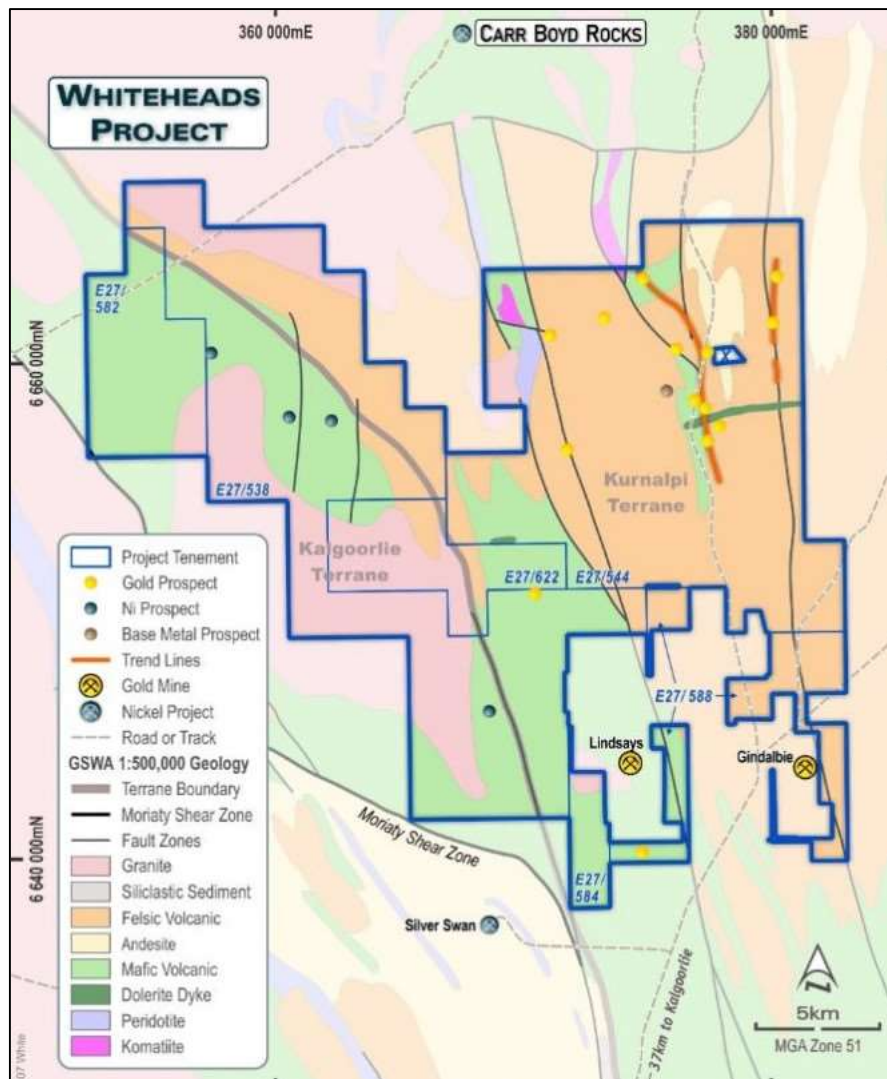 360 000mE
380 000mE
CARR BOYD ROCKS
WHITEHEADS
PROJECT
E27/
582
6 660 000mN
Kurnalpi
Terrane
E27/538
Kalgoorlie
Terrane
E27/622
E27/544
Project Tenement
Gold Prospect
Ni Prospect
Base Metal Prospect
Trend Lines
Gold Mine
Nickel Project
Road or Track
GSWA 1:500,000 Geology
Terrane Boundary
Moriaty Shear Zone
Fault Zones
Granite
Siliclastic Sediment
Felsic Volcanic
Andesite
Mafic Volcanic
Dolerite Dyke
Peridotite
Komatiite
E27/588
Lindsays
Gindalbie
Moriaty Shear Zone
6 640 000mN
E27/
584
Silver Swan
37km to Kalgoorlie
5km
MGA Zone 51
07 White